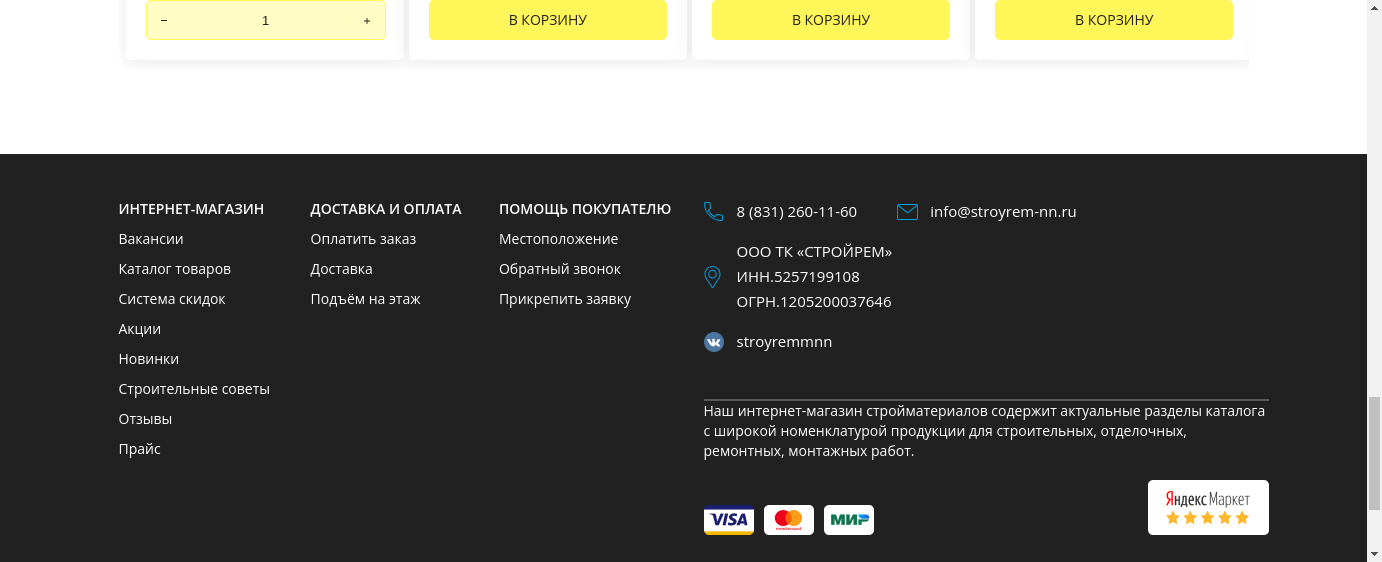 − 1 +
В КОРЗИНУ
В КОРЗИНУ
В КОРЗИНУ
ИНТЕРНЕТ-МАГАЗИН
Вакансии
Каталог товаров
Система скидок
Акции
Новинки
Строительные советы
Отзывы
Прайс
ДОСТАВКА И ОПЛАТА
Оплатить заказ
Доставка
Подъём на этаж
ПОМОЩЬ ПОКУПАТЕЛЮ
Местоположение
Обратный звонок
Прикрепить заявку
8 (831) 260-11-60
info@stroyrem-nn.ru
ООО ТК «СТРОЙРЕМ»
ИНН.5257199108
ОГРН.1205200037646
stroyremmnn
Наш интернет-магазин стройматериалов содержит актуальные разделы каталога
с широкой номенклатурой продукции для строительных, отделочных,
ремонтных, монтажных работ.
VISA
mastercard
МИР
Яндекс Маркет